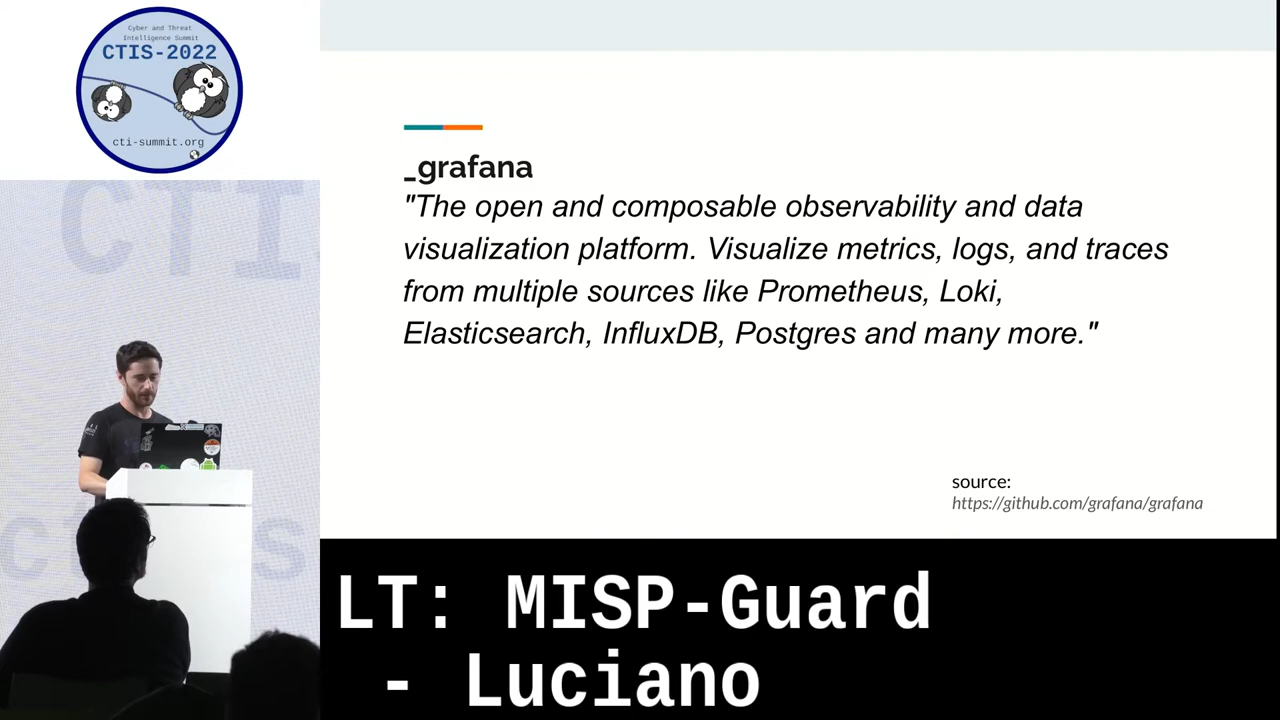 Cyber and Threat
Intelligence Summit
CTIS-2022
cti-summit.org
CTI
_grafana
"The open and composable observability and data
visualization platform. Visualize metrics, logs, and traces
from multiple sources like Prometheus, Loki,
Elasticsearch, InfluxDB, Postgres and many more."
source:
https://github.com/grafana/grafana
LT: MISP-Guard
- Luciano